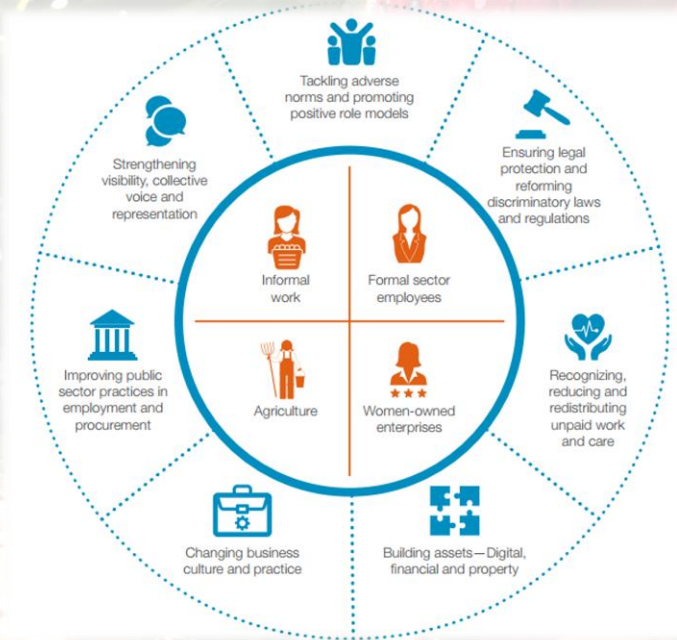 Tackling adverse
norms and promoting
positive role models
Ensuring legal
protection and
reforming
discriminatory laws
and regulations
Recognizing,
reducing and
redistributing
unpaid work
and care
Building assets—Digital,
financial and property
Changing business
culture and practice
Improving public
sector practices in
employment and
procurement
Strengthening
visibility, collective
voice and
representation
Informal
work
Formal sector
employees
Agriculture
Women-owned
enterprises